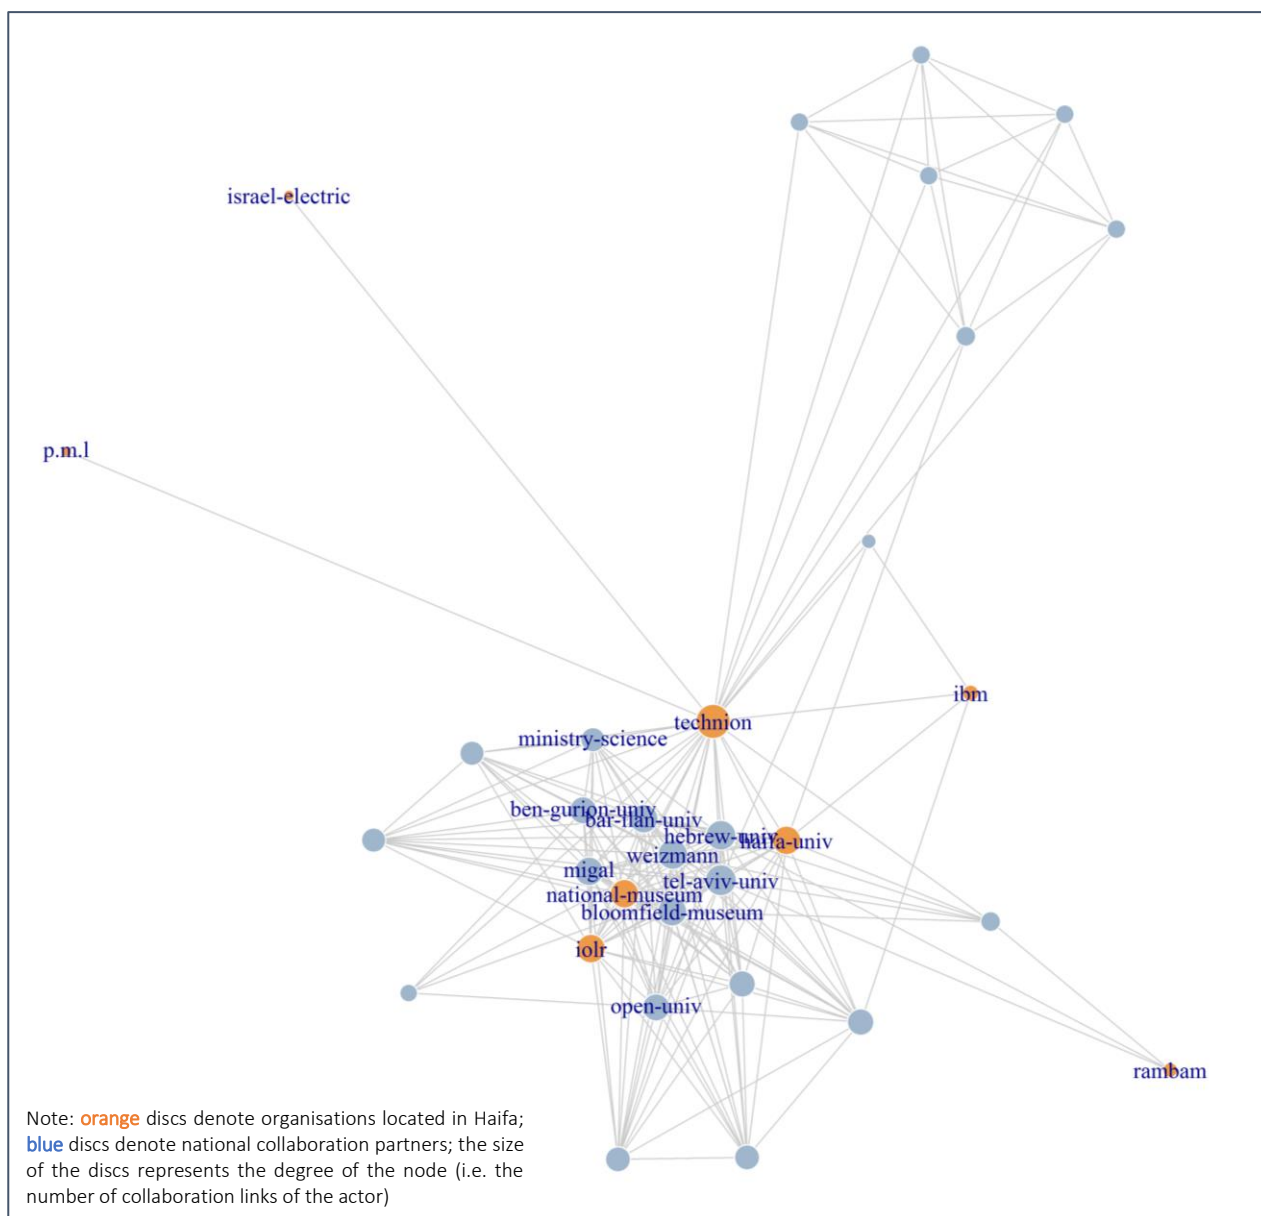 israel-electric
p.m.l
ibm
technion
ministry-science
ben-gurion-univ
bar-ilan-univ
hebrew-univ
haifa-univ
weizmann
migal
tel-aviv-univ
national-museum
bloomfield-museum
iolr
open-univ
rambam
Note: orange discs denote organisations located in Haifa;
blue discs denote national collaboration partners; the size
of the discs represents the degree of the node (i.e. the
number of collaboration links of the actor)